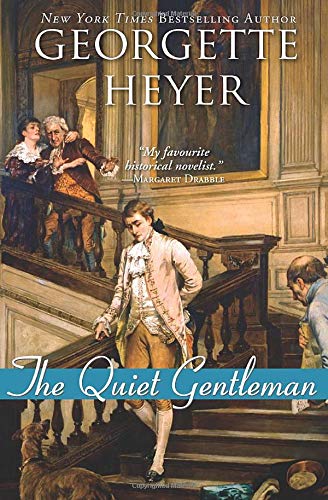 New York Times Bestselling Author
GEORGETTE
HEYER
"My favourite
historical novelist."
—Margaret Drabble
The Quiet Gentleman